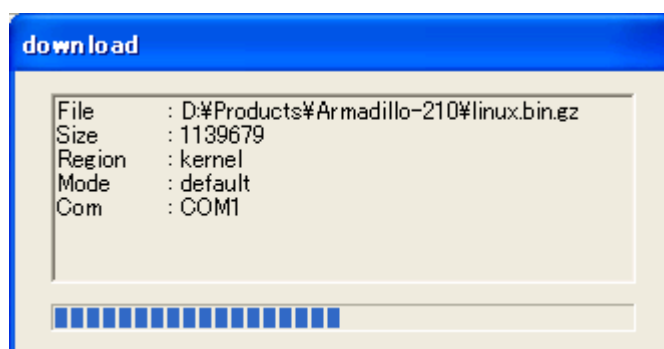 download
File : D:¥Products¥Armadillo-210¥linux.bin.gz
Size : 1139679
Region : kernel
Mode : default
Com : COM1